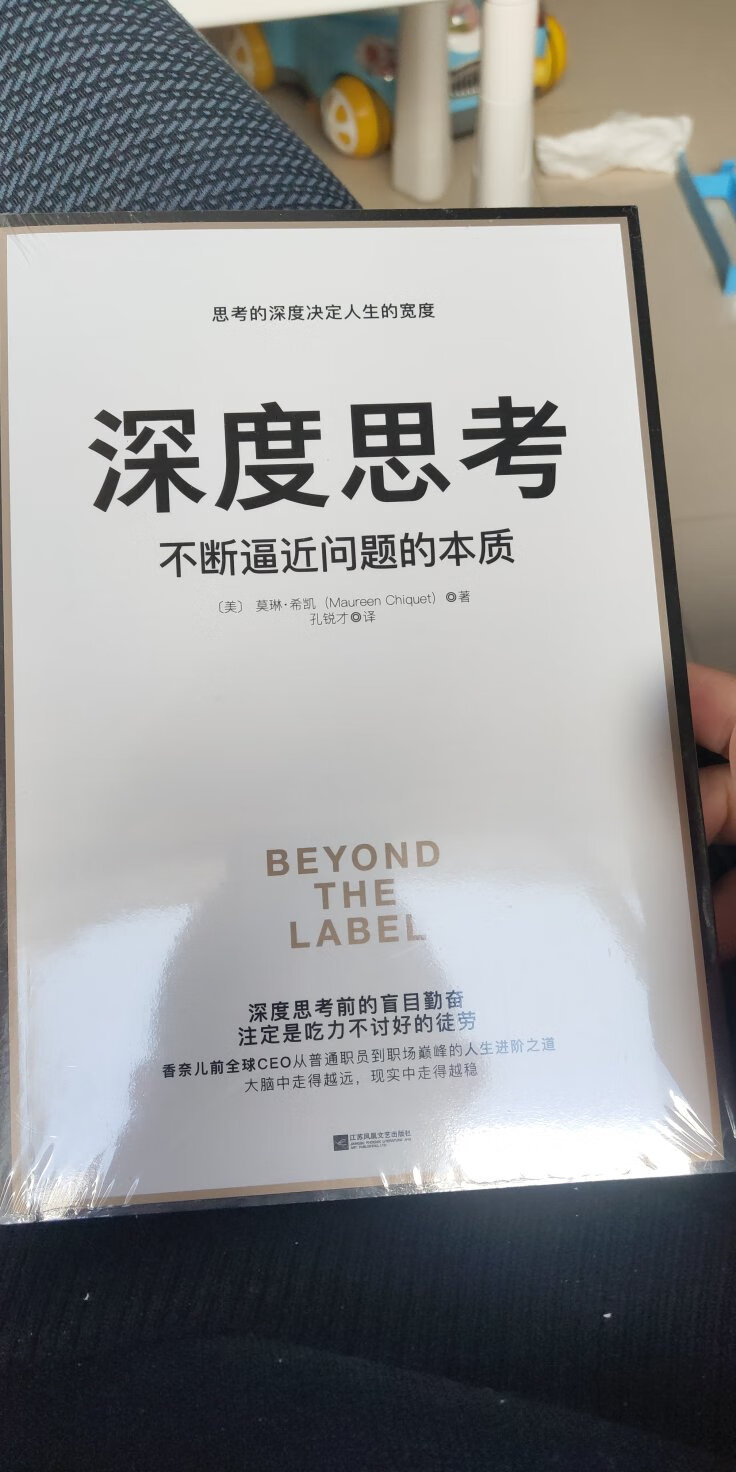 思考的深度决定人生的宽度
深度思考
不断逼近问题的本质
〔美〕 莫琳·希凯（Maureen Chiquet）◎著
孔锐才◎译
BEYOND
THE
LABEL
深度思考前的盲目勤奋
注定是吃力不讨好的徒劳
香奈儿前全球CEO从普通职员到职场巅峰的人生进阶之道
大脑中走得越远，现实中走得越稳
江苏凤凰文艺出版社